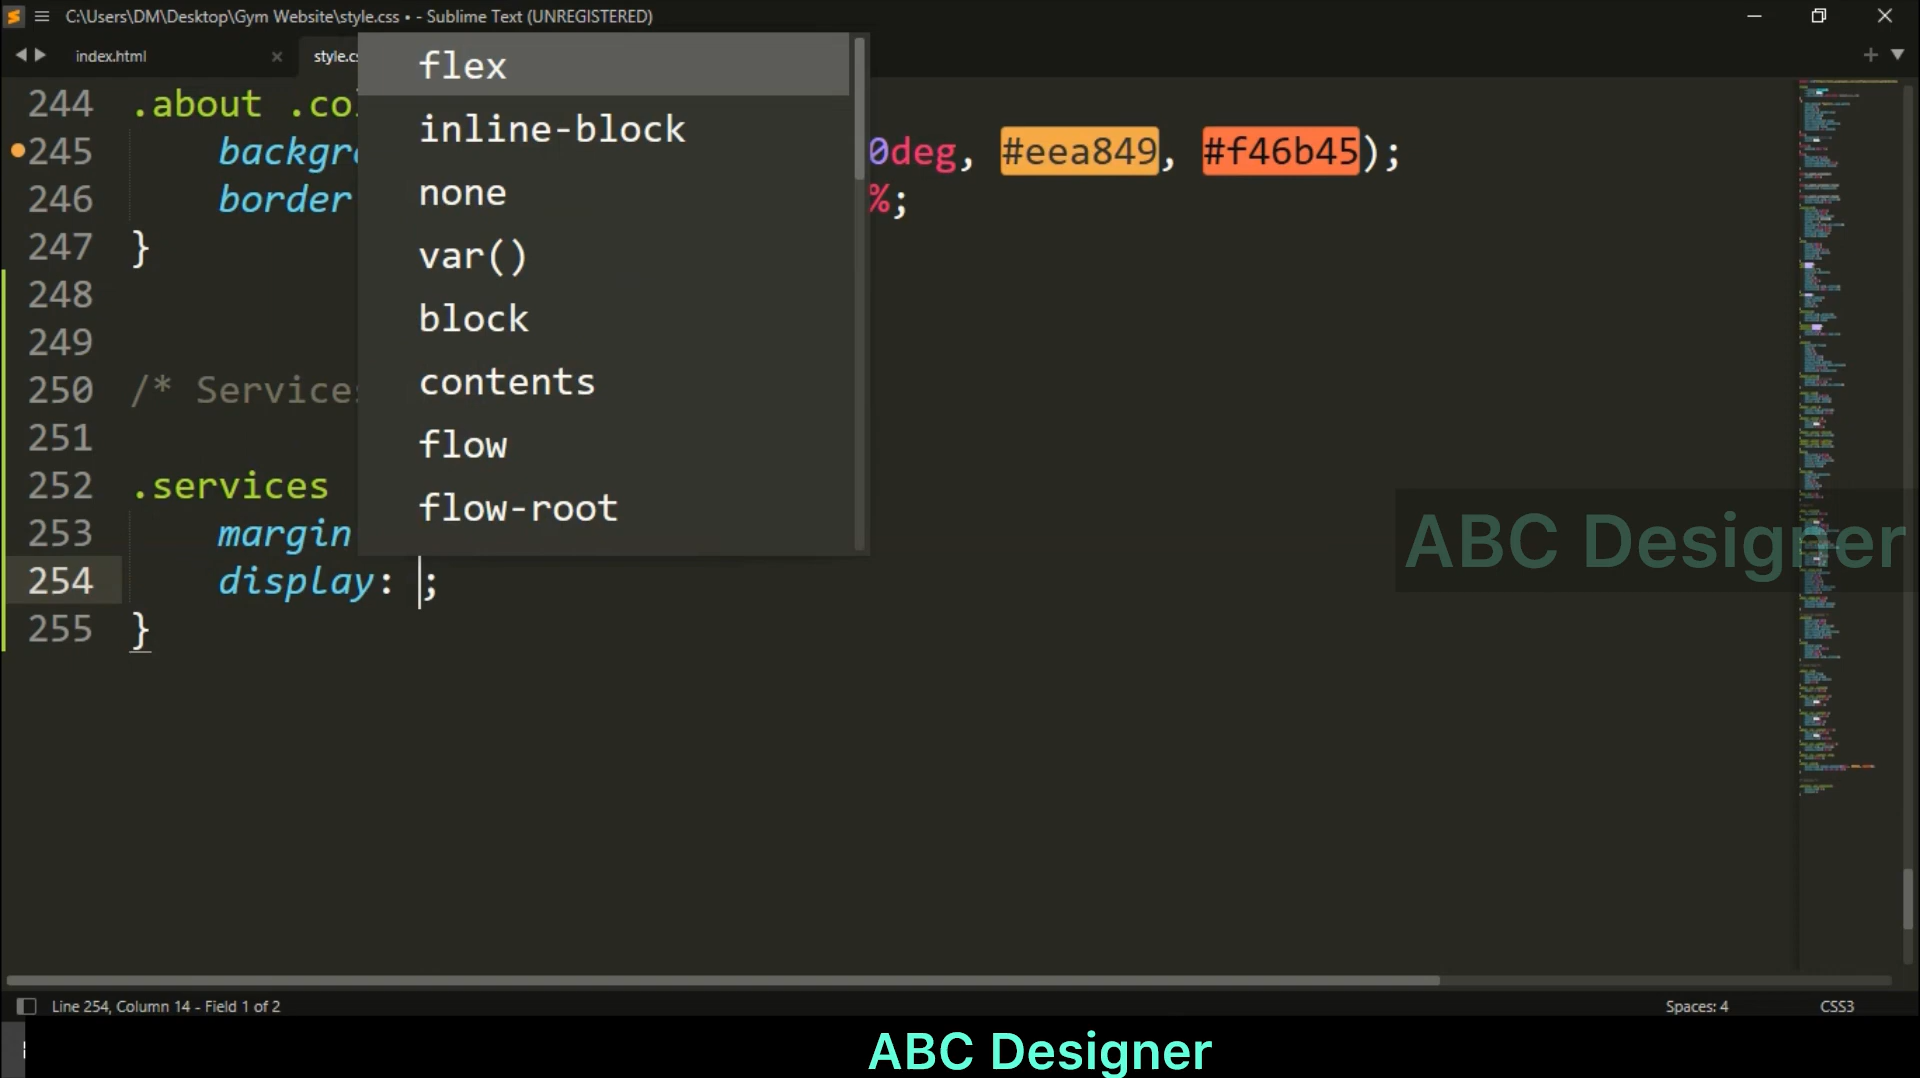 C:\Users\DM\Desktop\Gym Website\style.css • - Sublime Text (UNREGISTERED)
index.html
style.cs
flex
inline-block
none
var()
block
contents
flow
flow-root
244 .about .co
245 backgr 0deg, #eea849, #f46b45);
246 border %;
247 }
248
249
250 /* Services
251
252 .services
253 margin
254 display: ;
255 }
ABC Designer
Line 254, Column 14 - Field 1 of 2
Spaces: 4
CSS3
ABC Designer